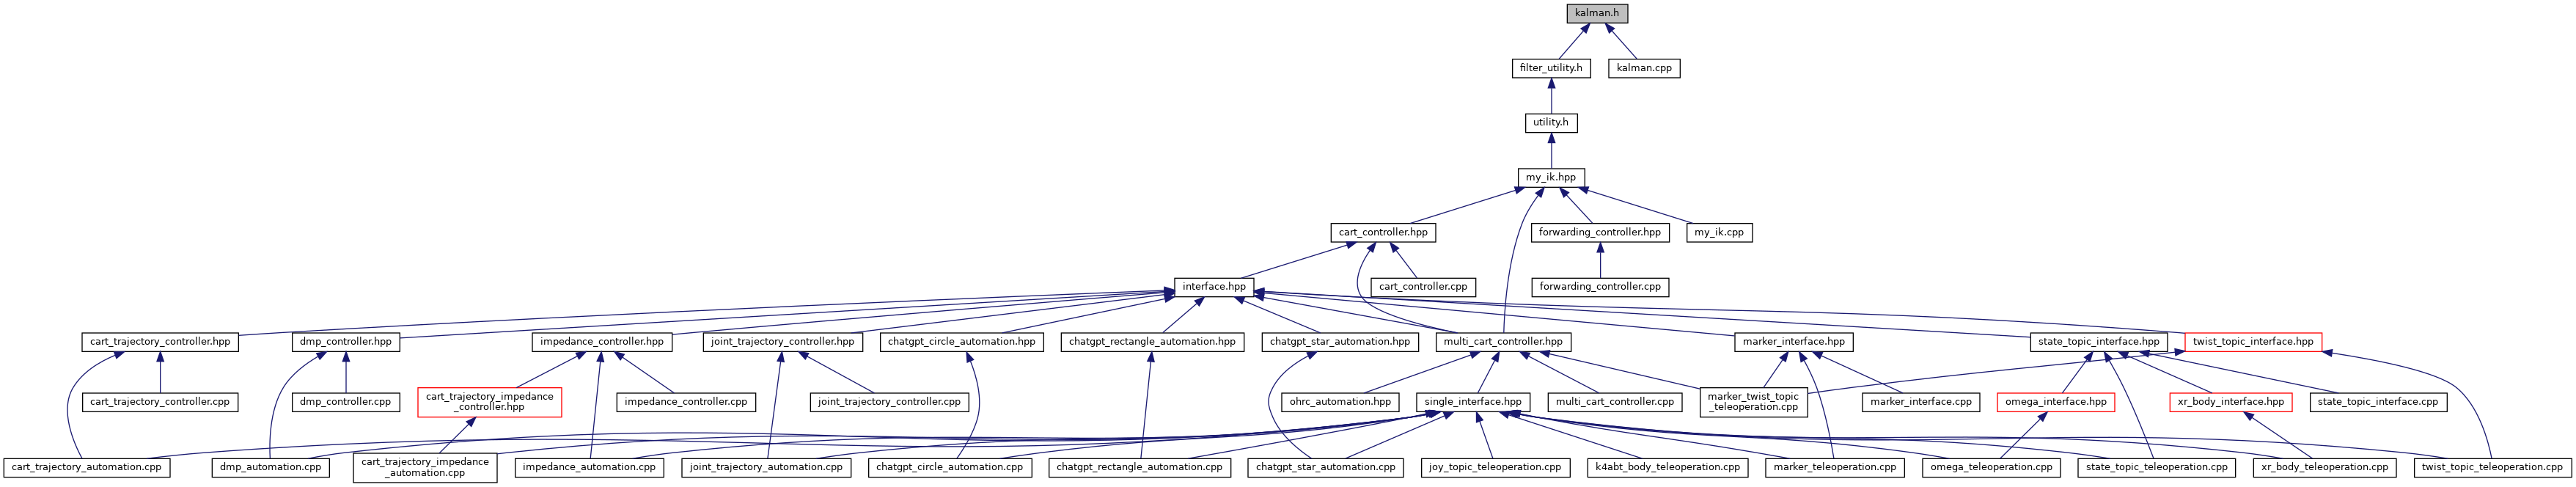 kalman.h
filter_utility.h
kalman.cpp
utility.h
my_ik.hpp
cart_controller.hpp
forwarding_controller.hpp
my_ik.cpp
interface.hpp
cart_controller.cpp
forwarding_controller.cpp
cart_trajectory_controller.hpp
dmp_controller.hpp
impedance_controller.hpp
joint_trajectory_controller.hpp
chatgpt_circle_automation.hpp
chatgpt_rectangle_automation.hpp
chatgpt_star_automation.hpp
multi_cart_controller.hpp
marker_interface.hpp
state_topic_interface.hpp
twist_topic_interface.hpp
cart_trajectory_controller.cpp
dmp_controller.cpp
cart_trajectory_impedance
_controller.hpp
impedance_controller.cpp
joint_trajectory_controller.cpp
ohrc_automation.hpp
single_interface.hpp
multi_cart_controller.cpp
marker_twist_topic
_teleoperation.cpp
marker_interface.cpp
omega_interface.hpp
xr_body_interface.hpp
state_topic_interface.cpp
cart_trajectory_automation.cpp
dmp_automation.cpp
cart_trajectory_impedance
_automation.cpp
impedance_automation.cpp
joint_trajectory_automation.cpp
chatgpt_circle_automation.cpp
chatgpt_rectangle_automation.cpp
chatgpt_star_automation.cpp
joy_topic_teleoperation.cpp
k4abt_body_teleoperation.cpp
marker_teleoperation.cpp
omega_teleoperation.cpp
state_topic_teleoperation.cpp
xr_body_teleoperation.cpp
twist_topic_teleoperation.cpp